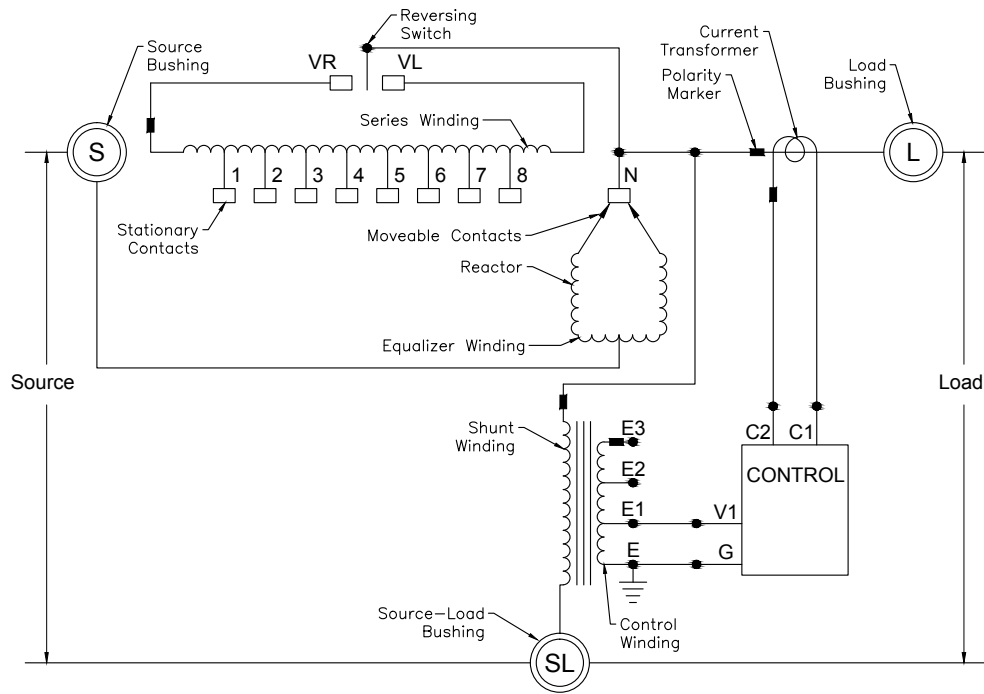 Reversing
Switch
Source
Bushing
VR
VL
Current
Transformer
Polarity
Marker
Load
Bushing
Series Winding
S
L
1
2
3
4
5
6
7
8
N
Stationary
Contacts
Moveable Contacts
Reactor
Equalizer Winding
Source
Load
Shunt
Winding
E3
E2
E1
E
C2
C1
CONTROL
V1
G
Source-Load
Bushing
Control
Winding
SL